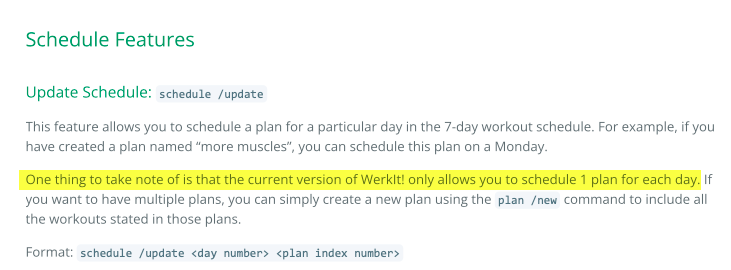 Schedule Features
Update Schedule: schedule /update
This feature allows you to schedule a plan for a particular day in the 7-day workout schedule. For example, if you
have created a plan named “more muscles”, you can schedule this plan on a Monday.
One thing to take note of is that the current version of WerkIt! only allows you to schedule 1 plan for each day. If
you want to have multiple plans, you can simply create a new plan using the plan /new command to include all
the workouts stated in those plans.
Format: schedule /update <day number> <plan index number>